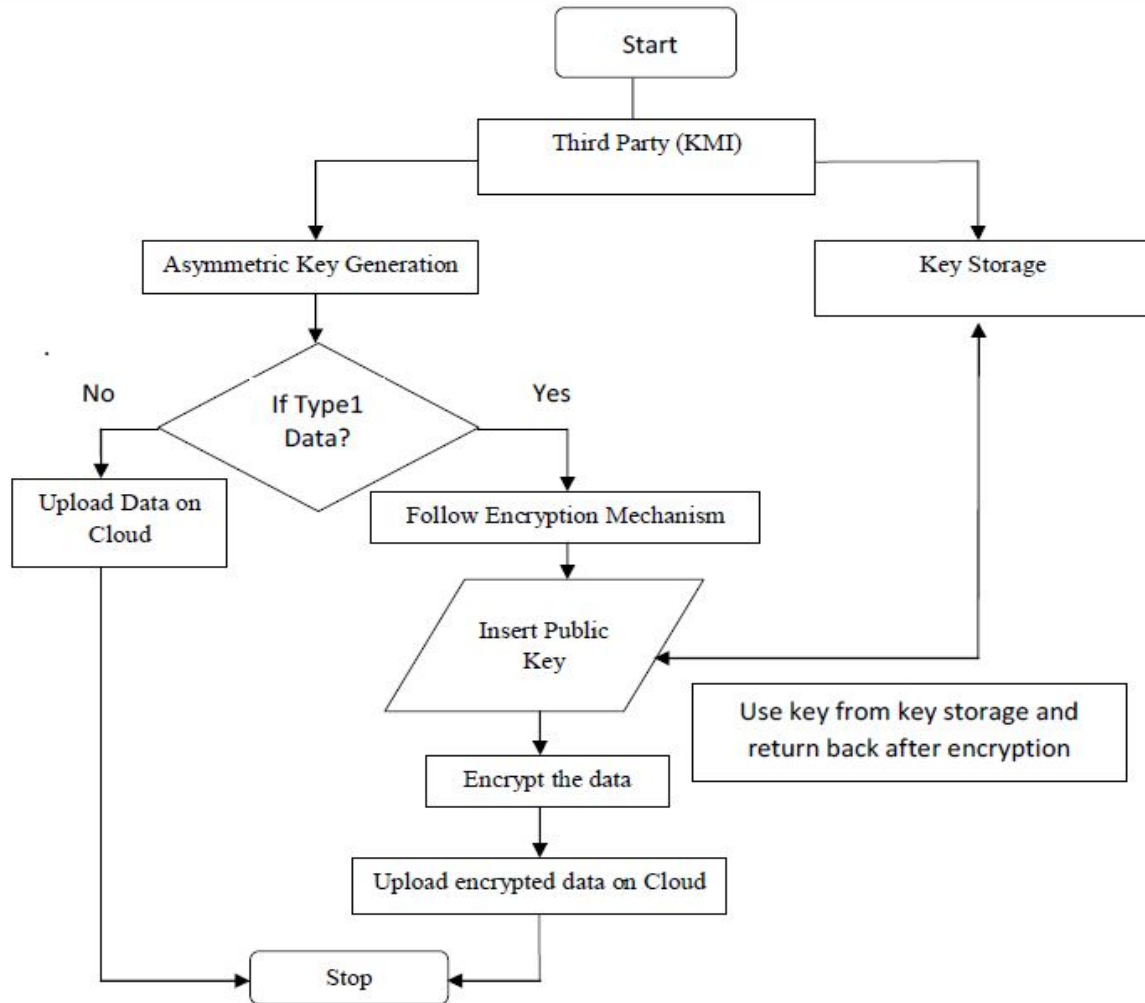 Start
Third Party (KMI)
Asymmetric Key Generation
Key Storage
No
If Type1
Data?
Yes
Upload Data on
Cloud
Follow Encryption Mechanism
Insert Public
Key
Use key from key storage and
return back after encryption
Encrypt the data
Upload encrypted data on Cloud
Stop